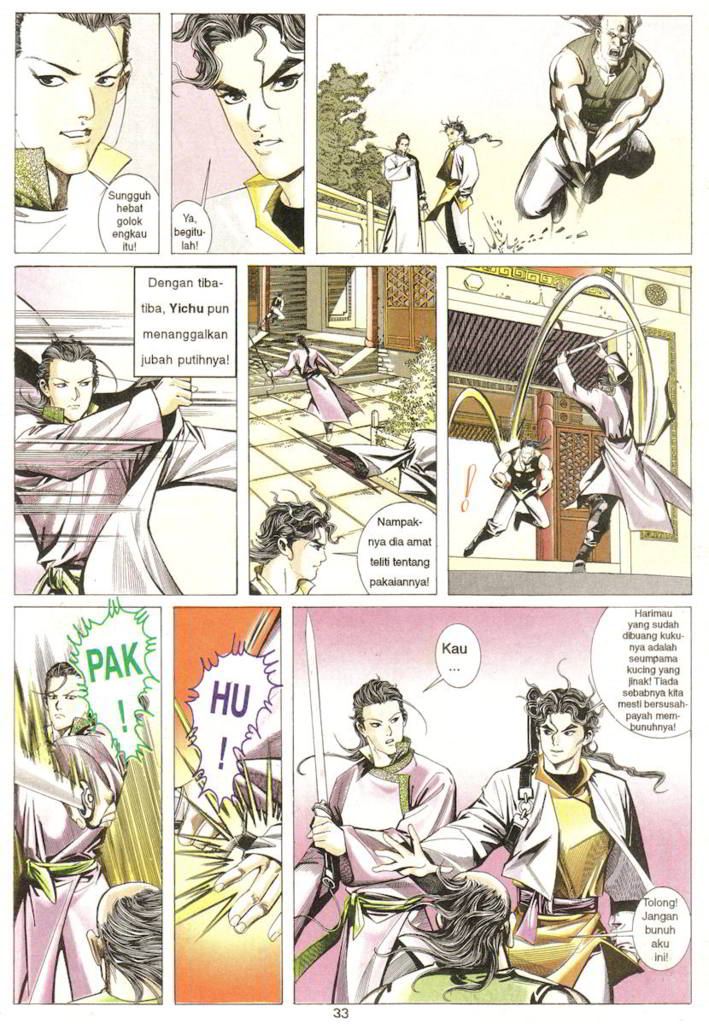 Sungguh
hebat
golok
engkau
itu!
Ya,
begitu-
lah!
Dengan tiba-
tiba, Yichu pun
menanggalkan
jubah putihnya!
Nampak-
nya dia amat
teliti tentang
pakaiannya!
!
PAK
!
HU
!
Kau
...
Harimau
yang sudah
dibuang kuku-
nya adalah
seumpama
kucing yang
jinak! Tiada
sebabnya kita
mesti bersusah-
payah mem-
bunuhnya!
Tolong!
Jangan
bunuh
aku
ini!
33